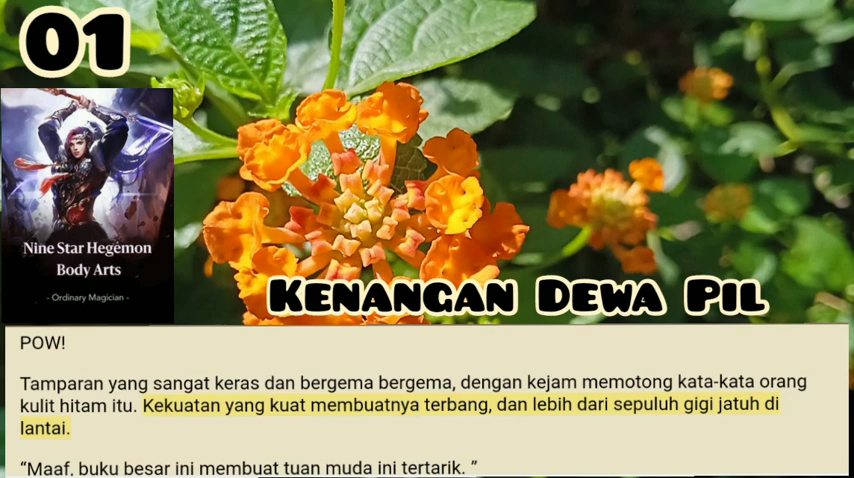 01
Nine Star Hegemon
Body Arts
- Ordinary Magician -
KENANGAN DEWA PIL
POW!
Tamparan yang sangat keras dan bergema bergema, dengan kejam memotong kata-kata orang
kulit hitam itu. Kekuatan yang kuat membuatnya terbang, dan lebih dari sepuluh gigi jatuh di
lantai.
“Maaf, buku besar ini membuat tuan muda ini tertarik. ”